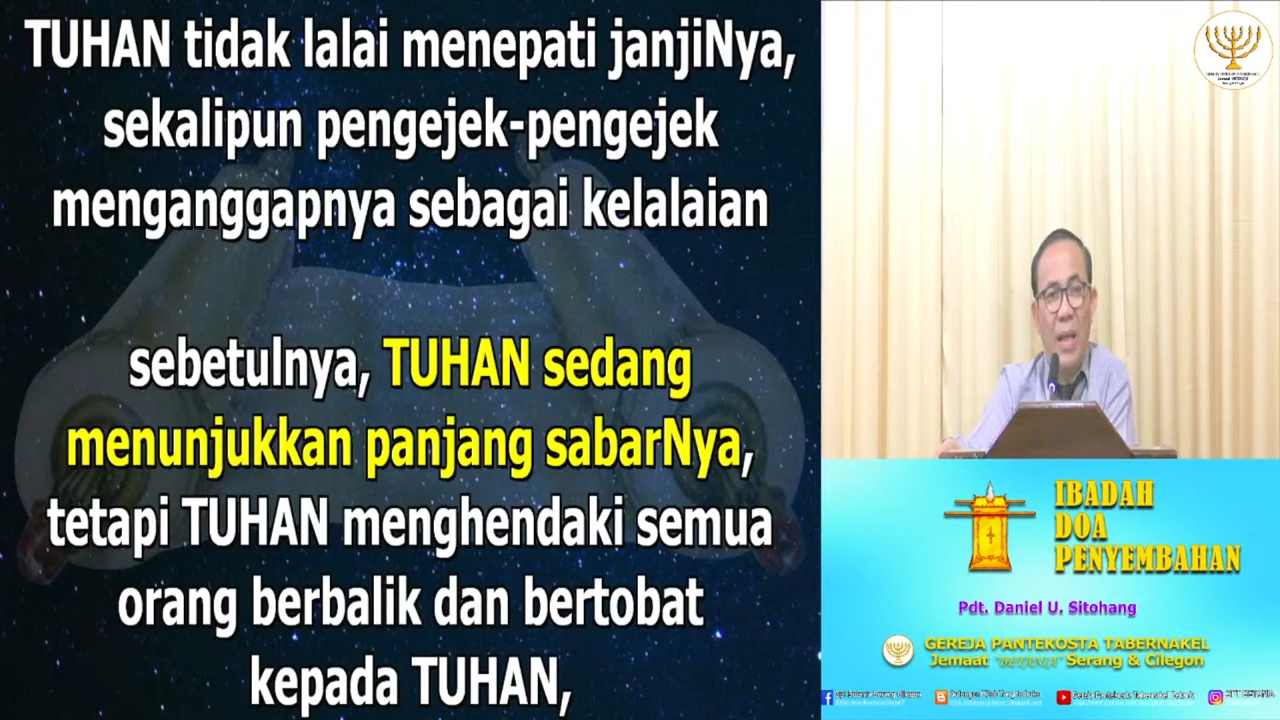 TUHAN tidak lalai menepati janjiNya,
sekalipun pengejek-pengejek
menganggapnya sebagai kelalaian
sebetulnya, TUHAN sedang
menunjukkan panjang sabarNya,
tetapi TUHAN menghendaki semua
orang berbalik dan bertobat
kepada TUHAN,
IBADAH
DOA
PENYEMBAHAN
Pdt. Daniel U. Sitohang
GEREJA PANTEKOSTA TABERNAKEL
Jemaat "BETANIA" Serang & Cilegon